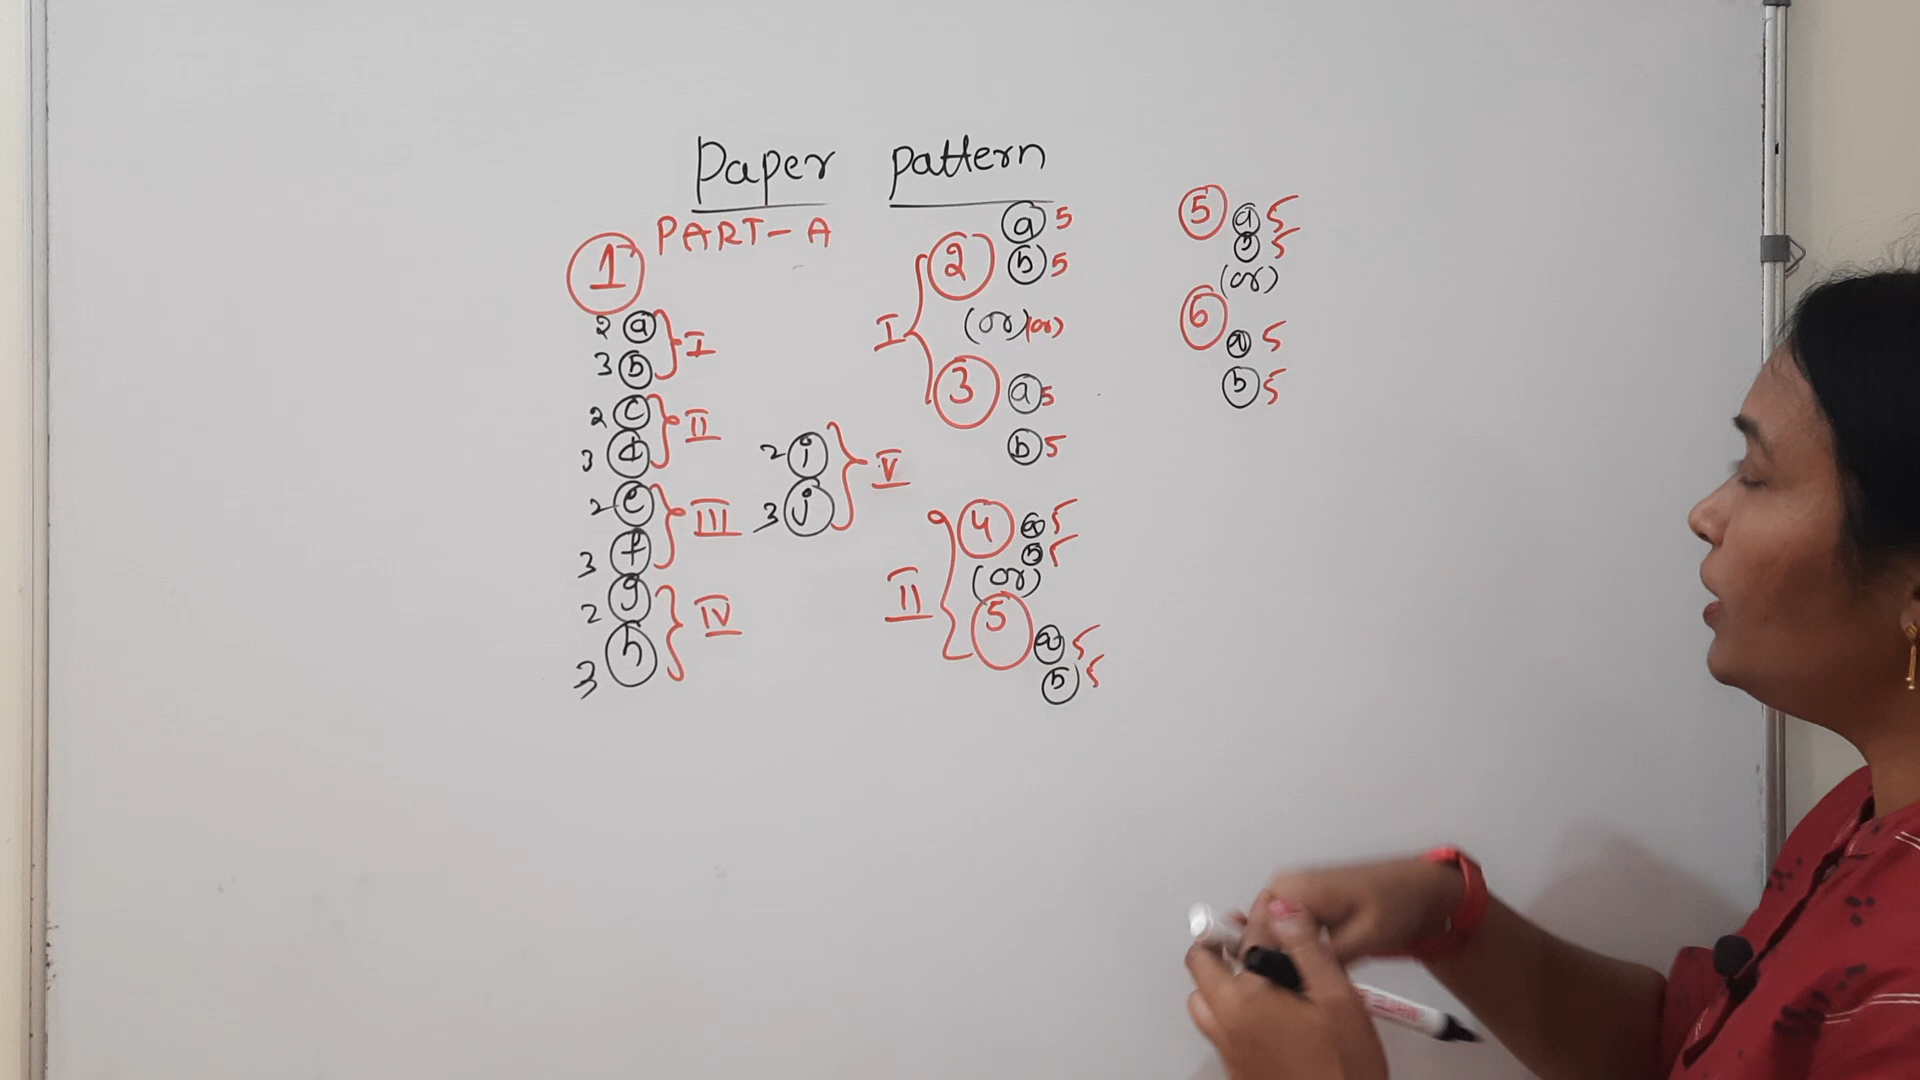 Paper pattern
PART-A
1
2 a
3 b } I
2 c
3 d } II
2 e
3 f } III
2 g
3 h } IV
2 i
3 j } V
I { 2 a 5
b 5
(or) (or)
3 a 5
b 5
II { 4 a 5
b 5
(or)
5 a 5
b 5
5 a 5
b 5
(or)
6 a 5
b 5